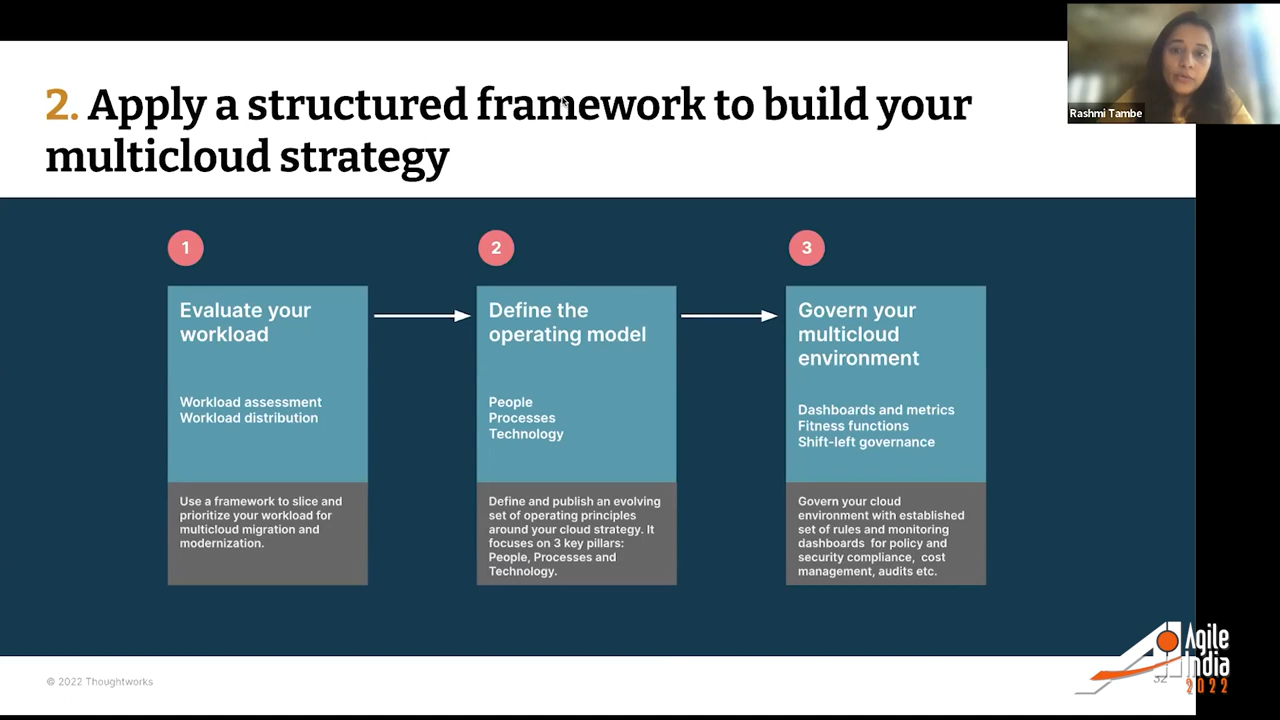 2. Apply a structured framework to build your
multicloud strategy
Rashmi Tambe
1
Evaluate your
workload
Workload assessment
Workload distribution
Use a framework to slice and
prioritize your workload for
multicloud migration and
modernization.
2
Define the
operating model
People
Processes
Technology
Define and publish an evolving
set of operating principles
around your cloud strategy. It
focuses on 3 key pillars:
People, Processes and
Technology.
3
Govern your
multicloud
environment
Dashboards and metrics
Fitness functions
Shift-left governance
Govern your cloud
environment with established
set of rules and monitoring
dashboards for policy and
security compliance, cost
management, audits etc.
© 2022 Thoughtworks
32
Agile
India
2022